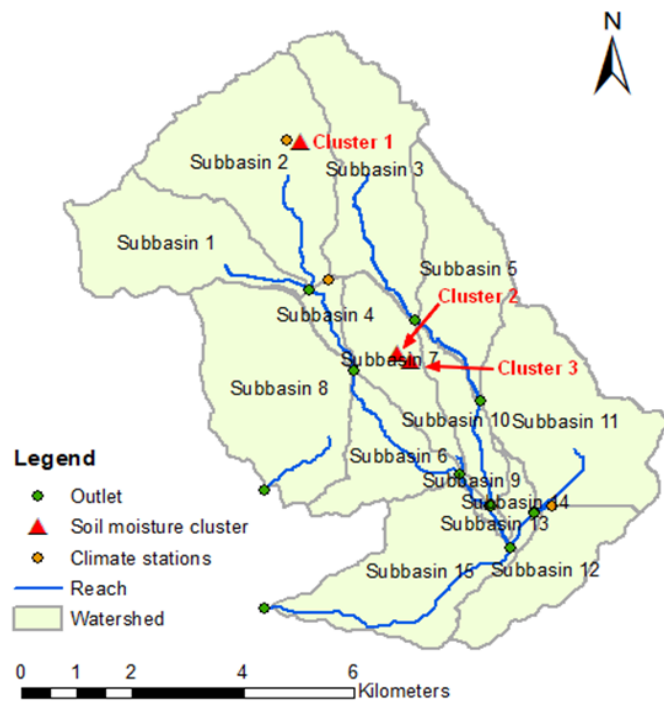 N
Cluster 1
Subbasin 2
Subbasin 3
Subbasin 1
Subbasin 5
Cluster 2
Subbasin 4
Subbasin 7
Cluster 3
Subbasin 8
Subbasin 10
Subbasin 11
Subbasin 6
Subbasin 9
Subbasin 14
Subbasin 13
Subbasin 15
Subbasin 12
Legend
Outlet
Soil moisture cluster
Climate stations
Reach
Watershed
0 1 2 4 6
Kilometers